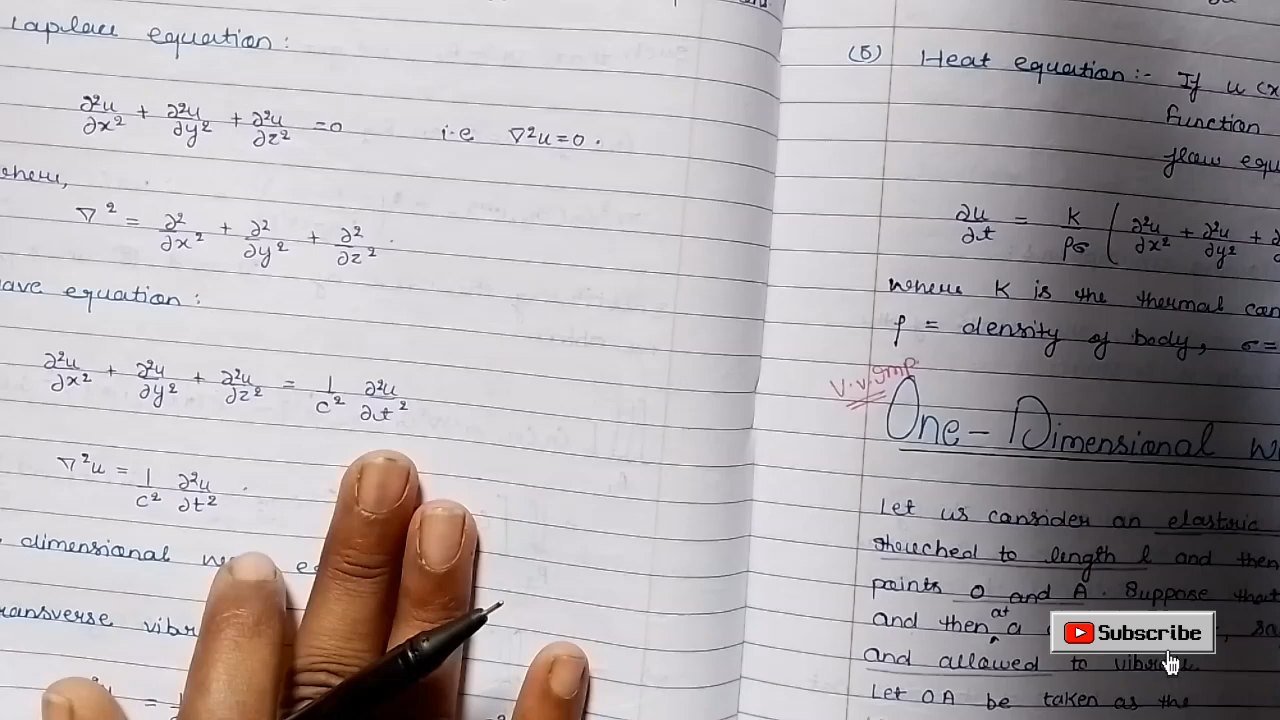 Laplace equation:
∂²u/∂x² + ∂²u/∂y² + ∂²u/∂z² = 0 i.e ∇²u = 0.
where,
∇² = ∂²/∂x² + ∂²/∂y² + ∂²/∂z².
ave equation:
∂²u/∂x² + ∂²u/∂y² + ∂²u/∂z² = 1/c² ∂²u/∂t²
∇²u = 1/c² ∂²u/∂t².
dimensional
ransverse vibr
(5) Heat equation:- If u (x
function
flow equ
∂u/∂t = K/ρσ ( ∂²u/∂x² + ∂²u/∂y² +
where K is the thermal con
ρ = density of body, σ =
V.V.Imp
One-Dimensional W
Let us consider an elastric
stretched to length l and then
points O and A. Suppose that
and then at a
and allowed to vibrate.
Let OA be taken as the
Subscribe